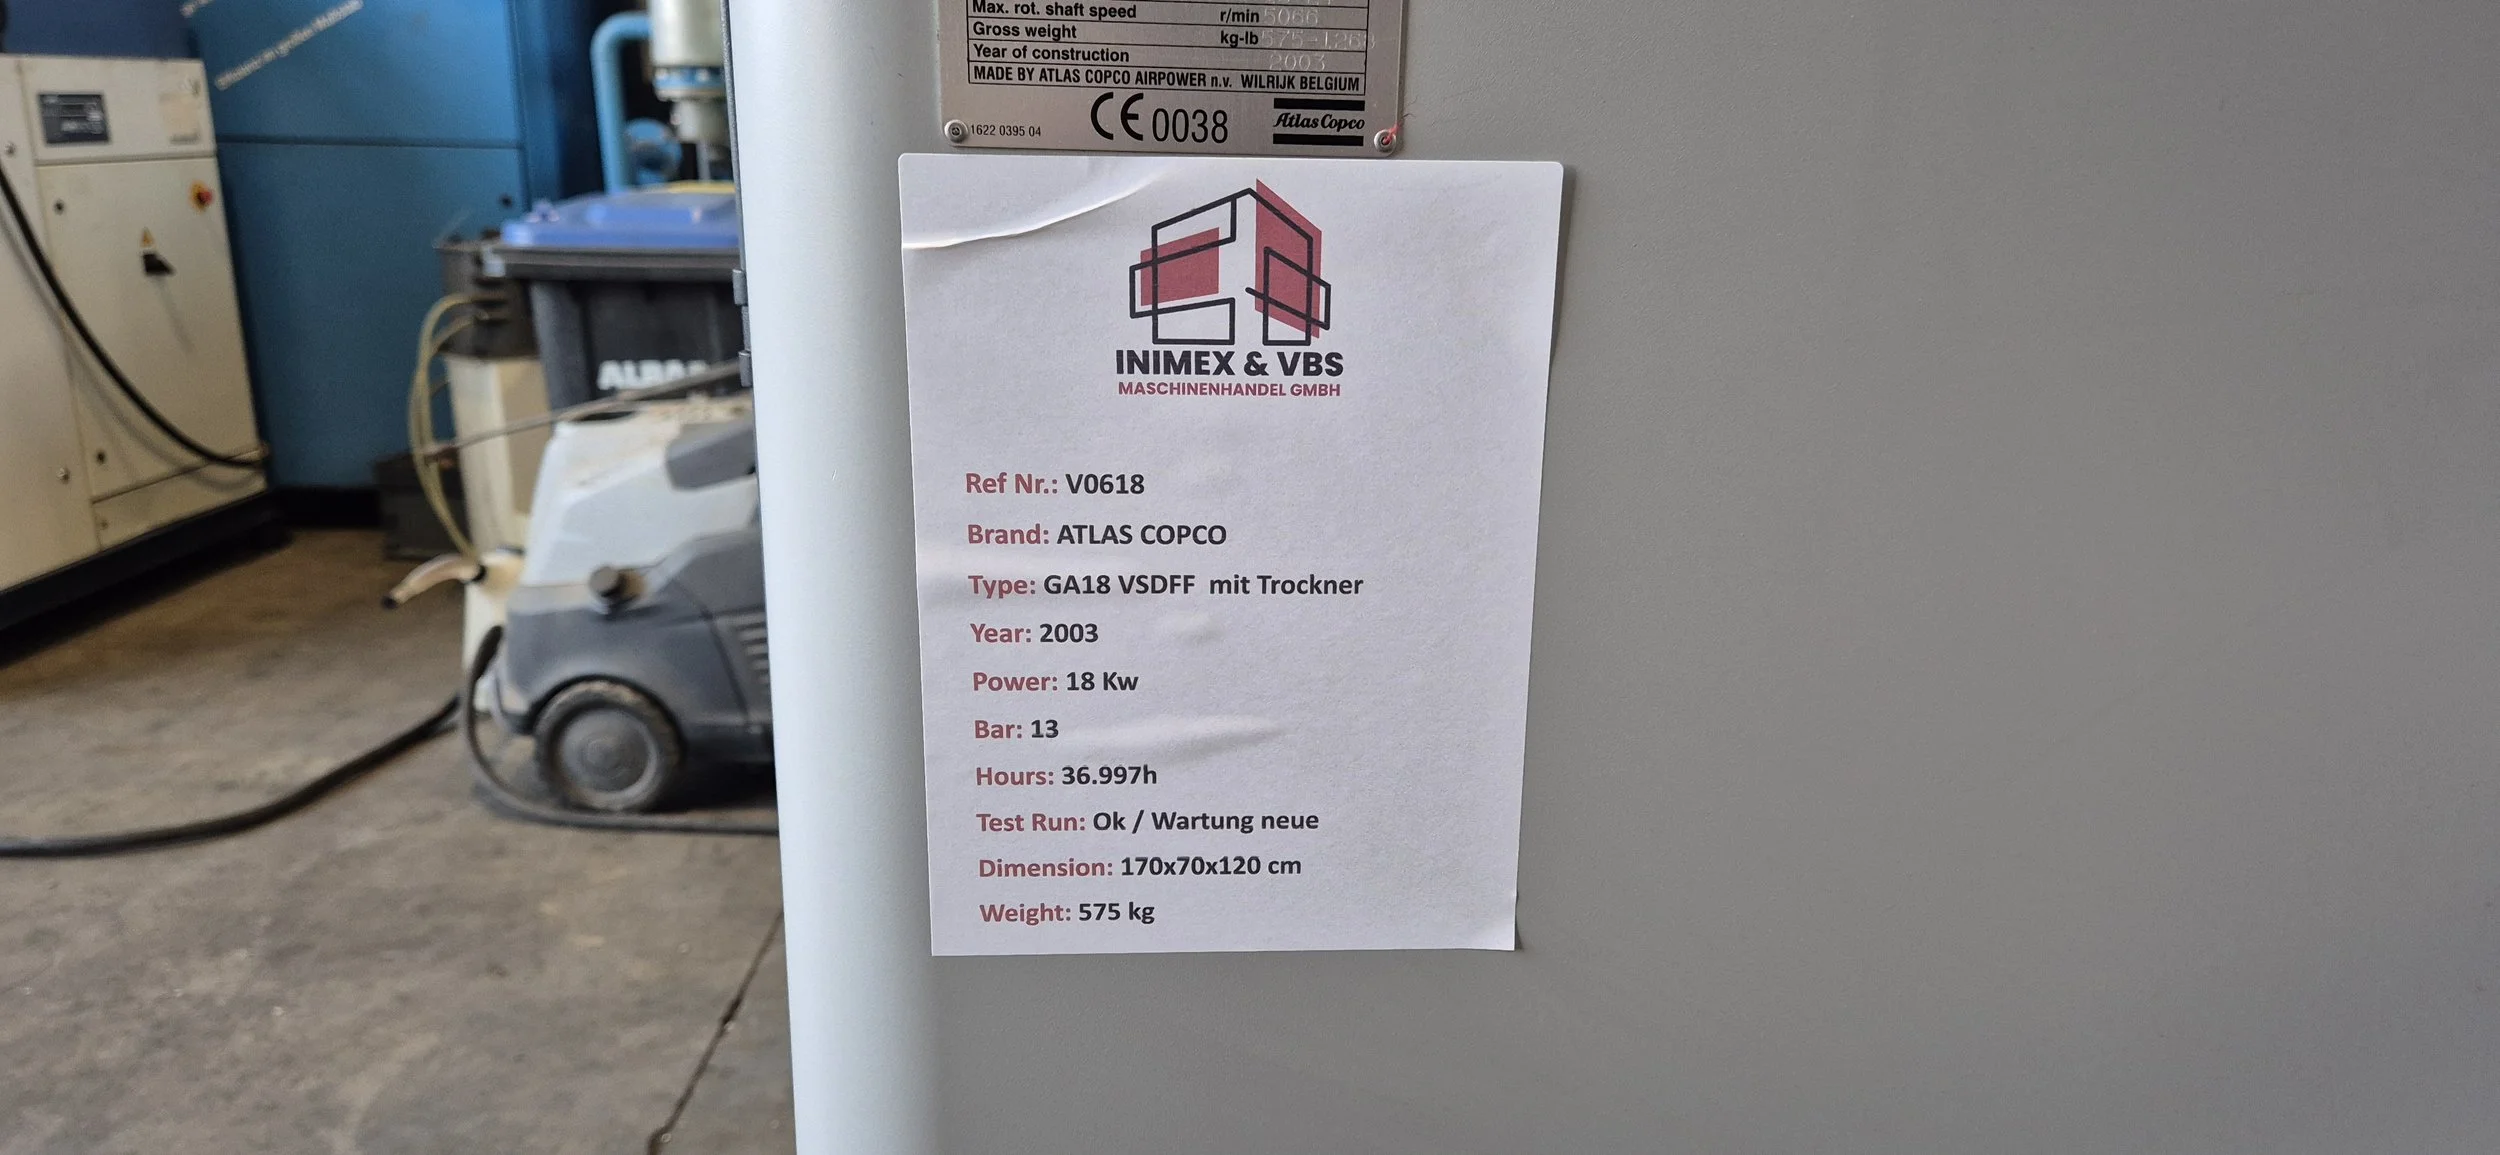 Max. rot. shaft speed r/min 5066
Gross weight kg-lb 575-1268
Year of construction 2003
MADE BY ATLAS COPCO AIRPOWER n.v. WILRIJK BELGIUM
1622 0395 04
CE 0038
Atlas Copco
INIMEX & VBS
MASCHINENHANDEL GMBH
Ref Nr.: V0618
Brand: ATLAS COPCO
Type: GA18 VSDFF mit Trockner
Year: 2003
Power: 18 Kw
Bar: 13
Hours: 36.997h
Test Run: Ok / Wartung neue
Dimension: 170x70x120 cm
Weight: 575 kg